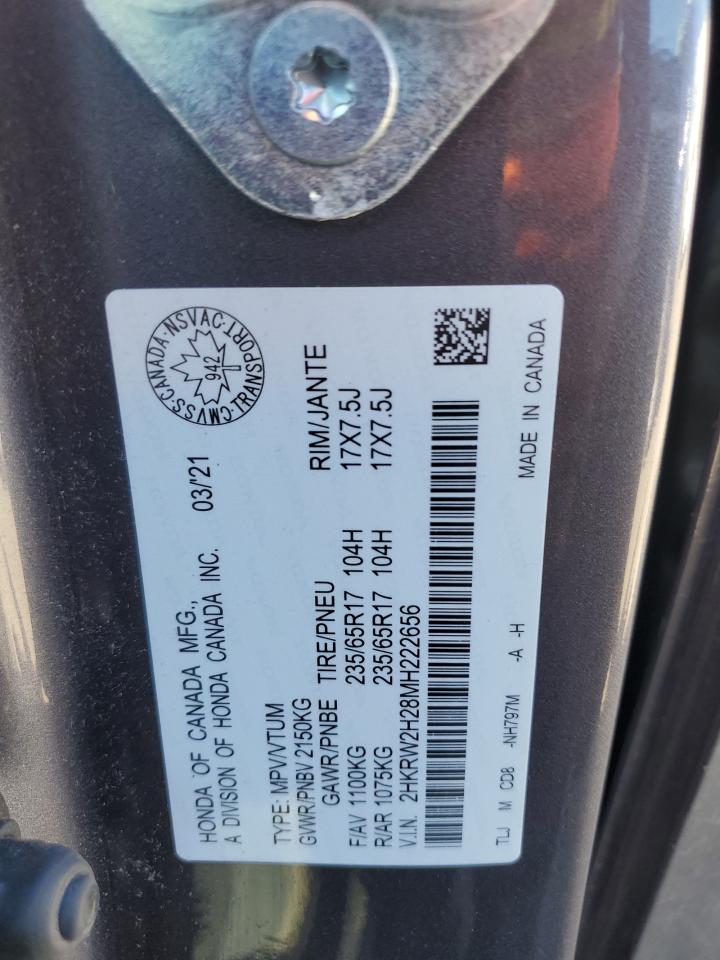 HONDA OF CANADA MFG.,
A DIVISION OF HONDA CANADA INC.
03/'21
CMVSS·CANADA·NSVAC·TRANSPORT·
942
TYPE: MPV/VTUM
GVWR/PNBV 2150KG
GAWR/PNBE TIRE/PNEU RIM/JANTE
F/AV 1100KG 235/65R17 104H 17X7.5J
R/AR 1075KG 235/65R17 104H 17X7.5J
V.I.N. 2HKRW2H28MH222656
TLJ M CD8 -NH797M -A -H MADE IN CANADA